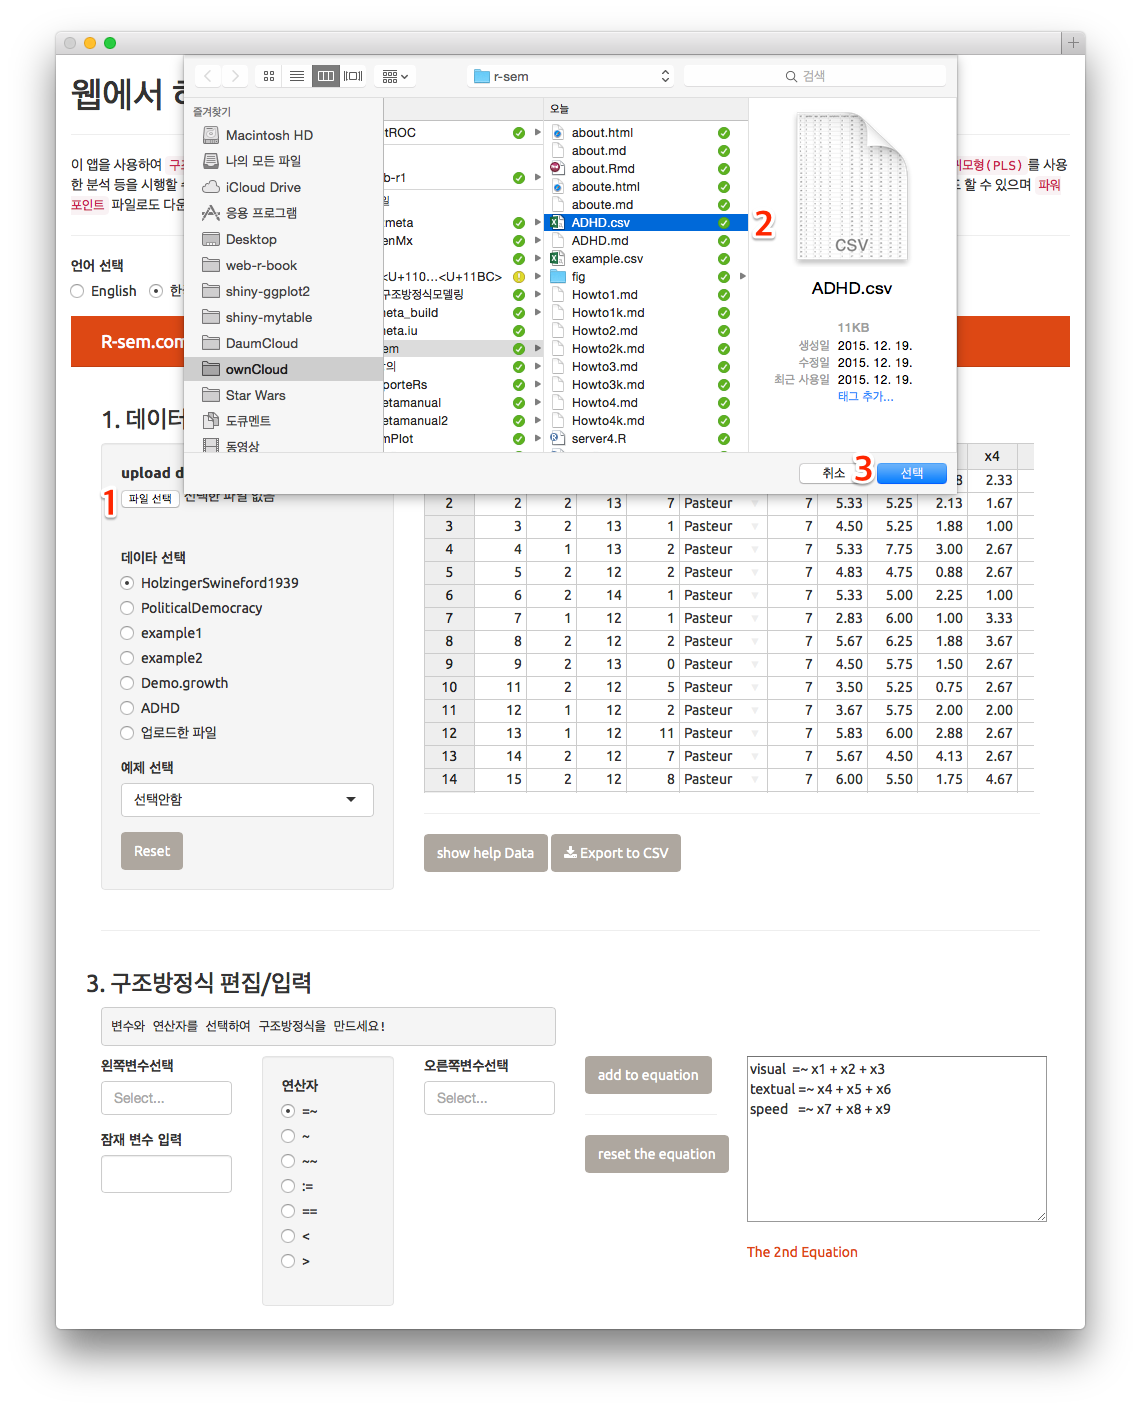 웹에서 하
r-sem
검색
즐겨찾기
Macintosh HD
나의 모든 파일
iCloud Drive
응용 프로그램
Desktop
web-r-book
shiny-ggplot2
shiny-mytable
DaumCloud
ownCloud
Star Wars
도큐멘트
동영상
tROC
b-r1
meta
enMx
<U+110...<U+11BC>
구조방정식모델링
neta_build
neta.iu
em
porteRs
etamanual
etamanual2
mPlot
오늘
about.html
about.md
about.Rmd
aboute.html
aboute.md
ADHD.csv
ADHD.md
example.csv
fig
Howto1.md
Howto1k.md
Howto2.md
Howto2k.md
Howto3.md
Howto3k.md
Howto4.md
Howto4k.md
server4.R
2
CSV
ADHD.csv
11KB
생성일 2015. 12. 19.
수정일 2015. 12. 19.
최근 사용일 2015. 12. 19.
태그 추가...
취소 3 선택
이 앱을 사용하여 구조
귀모형(PLS) 를 사용
한 분석 등을 시행할
도 할 수 있으며 파워
포인트 파일로도 다운
언어 선택
English 한
R-sem.com
1. 데이터
upload d
1 파일 선택 선택한 파일 없음
데이타 선택
HolzingerSwineford1939
PoliticalDemocracy
example1
example2
Demo.growth
ADHD
업로드한 파일
예제 선택
선택안함
Reset
x4
8 2.33
2 2 2 13 7 Pasteur 7 5.33 5.25 2.13 1.67
3 3 2 13 1 Pasteur 7 4.50 5.25 1.88 1.00
4 4 1 13 2 Pasteur 7 5.33 7.75 3.00 2.67
5 5 2 12 2 Pasteur 7 4.83 4.75 0.88 2.67
6 6 2 14 1 Pasteur 7 5.33 5.00 2.25 1.00
7 7 1 12 1 Pasteur 7 2.83 6.00 1.00 3.33
8 8 2 12 2 Pasteur 7 5.67 6.25 1.88 3.67
9 9 2 13 0 Pasteur 7 4.50 5.75 1.50 2.67
10 11 2 12 5 Pasteur 7 3.50 5.25 0.75 2.67
11 12 1 12 2 Pasteur 7 3.67 5.75 2.00 2.00
12 13 1 12 11 Pasteur 7 5.83 6.00 2.88 2.67
13 14 2 12 7 Pasteur 7 5.67 4.50 4.13 2.67
14 15 2 12 8 Pasteur 7 6.00 5.50 1.75 4.67
show help Data
Export to CSV
3. 구조방정식 편집/입력
변수와 연산자를 선택하여 구조방정식을 만드세요!
왼쪽변수선택
Select...
잠재 변수 입력
연산자
=~
~
~~
:=
==
<
>
오른쪽변수선택
Select...
add to equation
reset the equation
visual =~ x1 + x2 + x3
textual =~ x4 + x5 + x6
speed =~ x7 + x8 + x9
The 2nd Equation